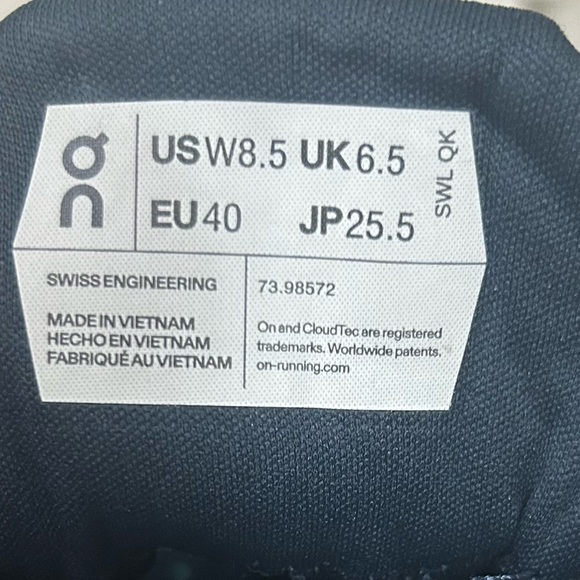 on
US W8.5 UK 6.5
EU 40 JP 25.5
SWL QK
SWISS ENGINEERING
MADE IN VIETNAM
HECHO EN VIETNAM
FABRIQUÉ AU VIETNAM
73.98572
On and CloudTec are registered
trademarks. Worldwide patents.
on-running.com